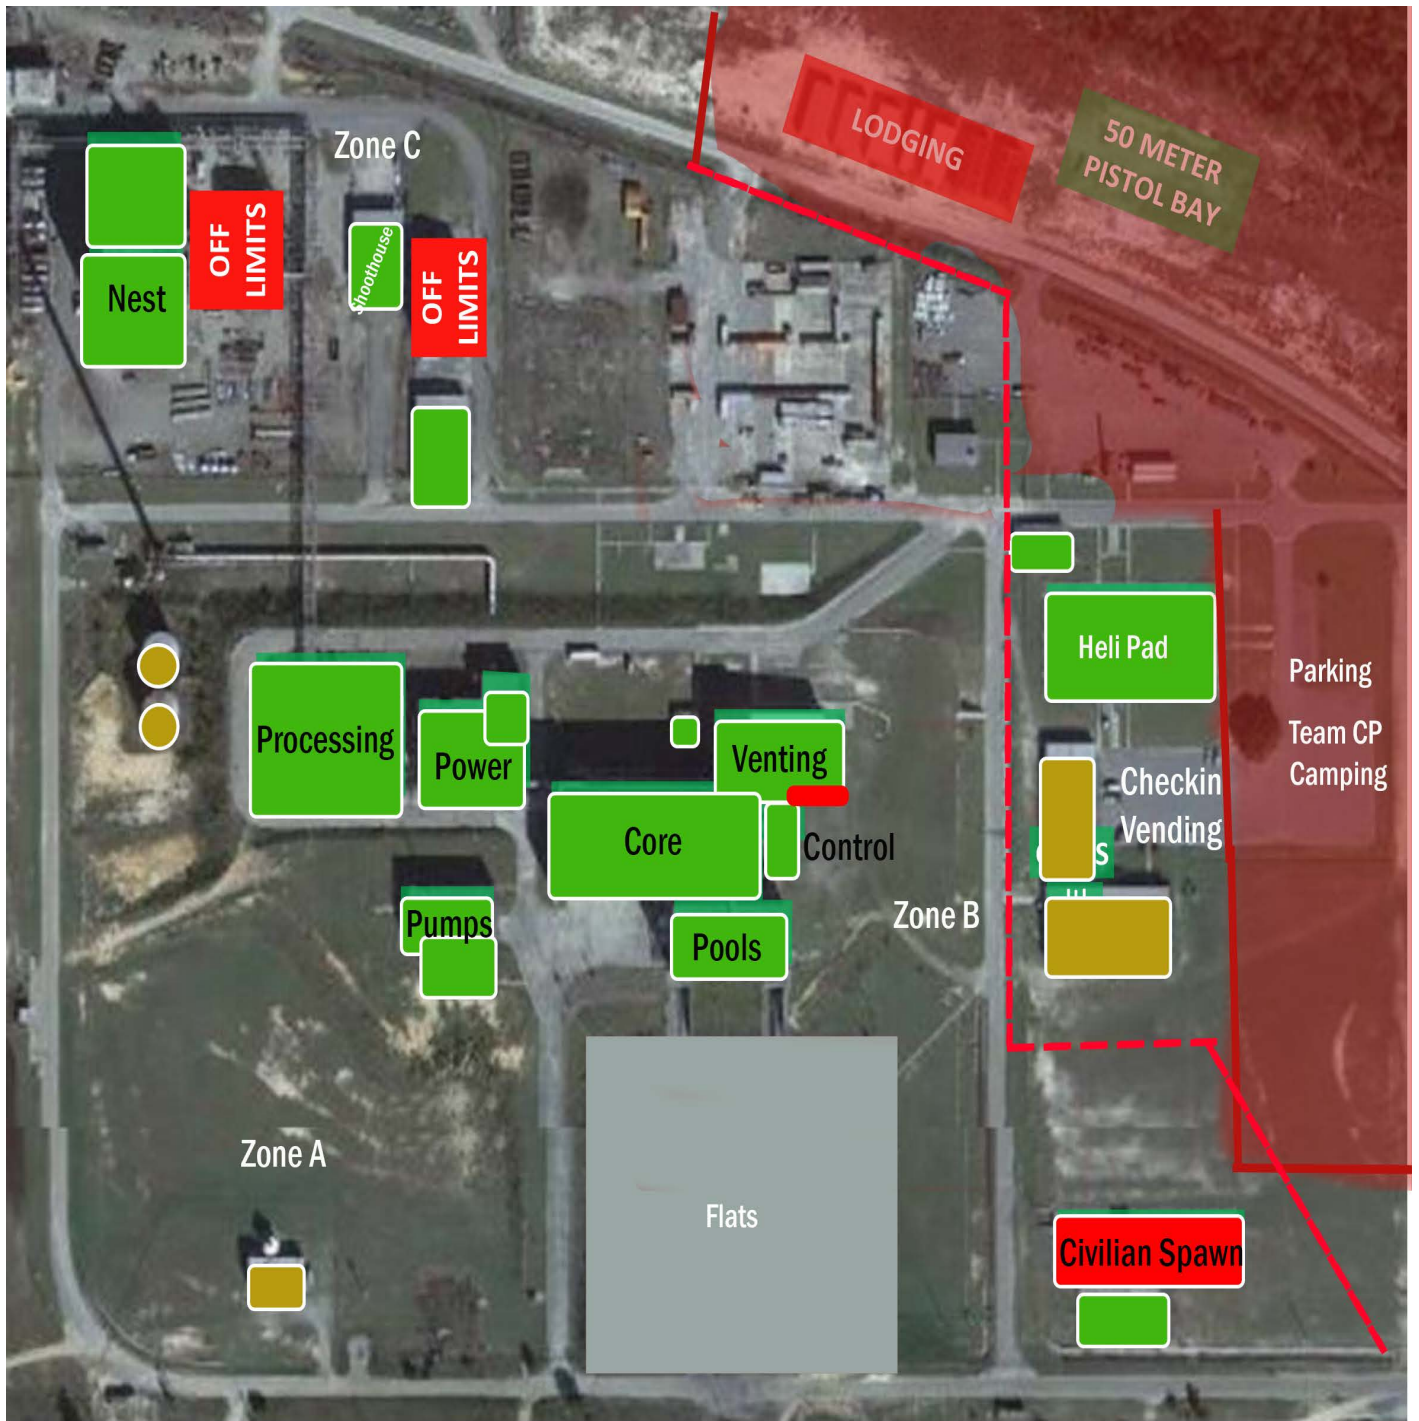 Zone C
LODGING
50 METER
PISTOL BAY
OFF
LIMITS
Shoothouse
OFF
LIMITS
Nest
Heli Pad
Parking
Team CP
Camping
Processing
Power
Venting
Checkin
Vending
Core
Control
Pumps
Pools
Zone B
Zone A
Flats
Civilian Spawn